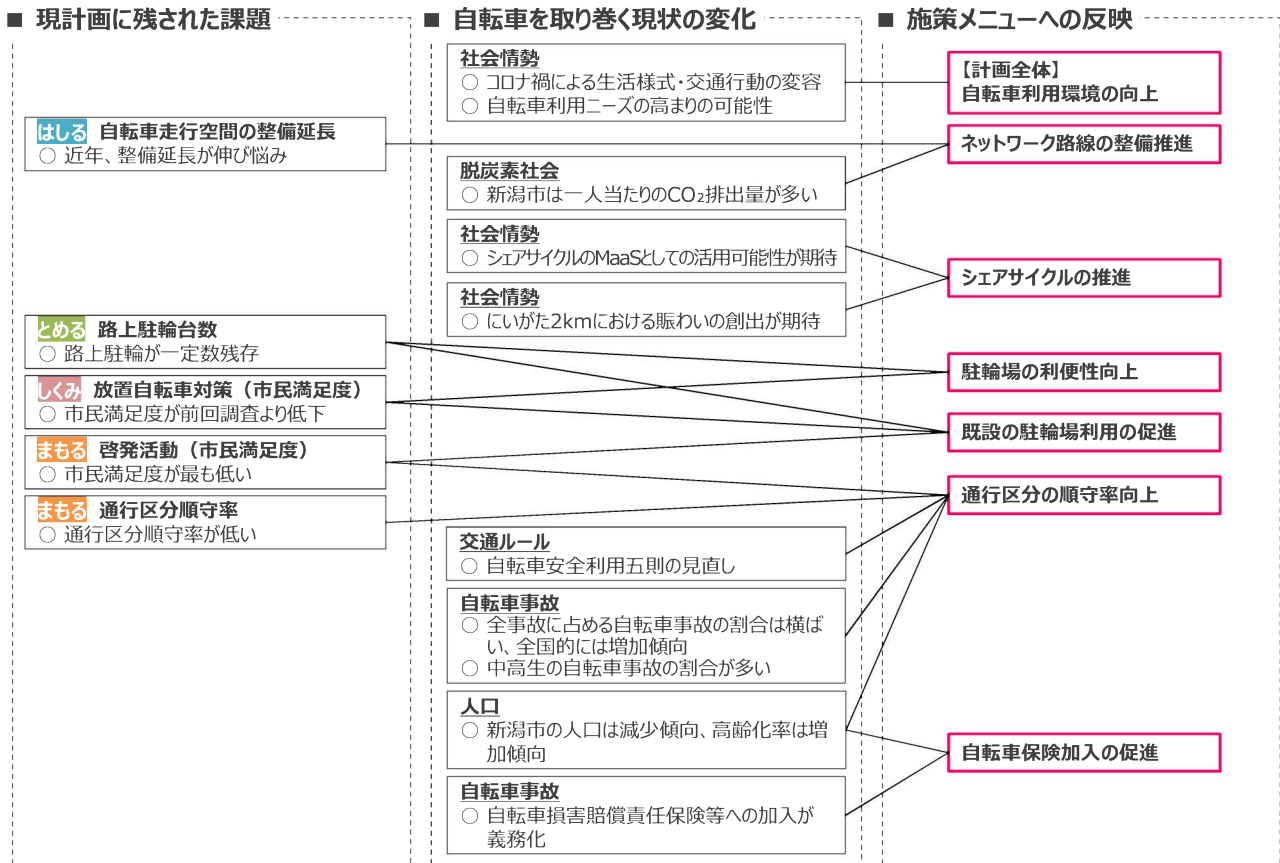 ■ 現計画に残された課題
はしる 自転車走行空間の整備延長
○ 近年、整備延長が伸び悩み
とめる 路上駐輪台数
○ 路上駐輪が一定数残存
しくみ 放置自転車対策（市民満足度）
○ 市民満足度が前回調査より低下
まもる 啓発活動（市民満足度）
○ 市民満足度が最も低い
まもる 通行区分順守率
○ 通行区分順守率が低い
■ 自転車を取り巻く現状の変化
社会情勢
○ コロナ禍による生活様式・交通行動の変容
○ 自転車利用ニーズの高まりの可能性
脱炭素社会
○ 新潟市は一人当たりのCO₂排出量が多い
社会情勢
○ シェアサイクルのMaaSとしての活用可能性が期待
社会情勢
○ にいがた2kmにおける賑わいの創出が期待
交通ルール
○ 自転車安全利用五則の見直し
自転車事故
○ 全事故に占める自転車事故の割合は横ば
い、全国的には増加傾向
○ 中高生の自転車事故の割合が多い
人口
○ 新潟市の人口は減少傾向、高齢化率は増
加傾向
自転車事故
○ 自転車損害賠償責任保険等への加入が
義務化
■ 施策メニューへの反映
【計画全体】
自転車利用環境の向上
ネットワーク路線の整備推進
シェアサイクルの推進
駐輪場の利便性向上
既設の駐輪場利用の促進
通行区分の順守率向上
自転車保険加入の促進